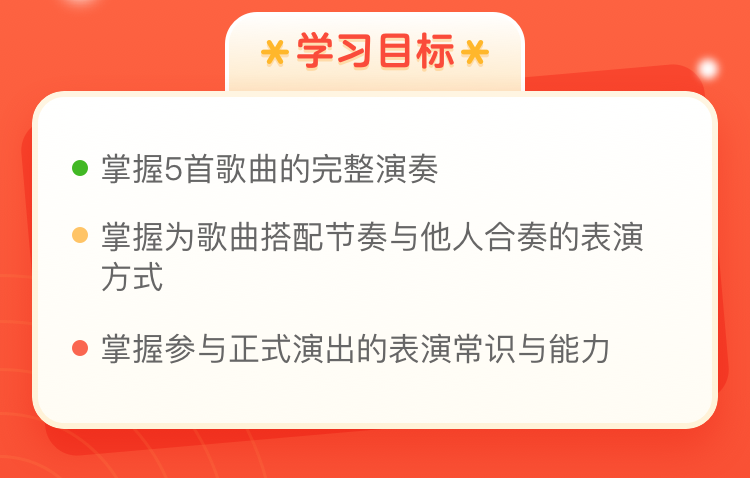 学习目标
掌握5首歌曲的完整演奏
掌握为歌曲搭配节奏与他人合奏的表演
方式
掌握参与正式演出的表演常识与能力